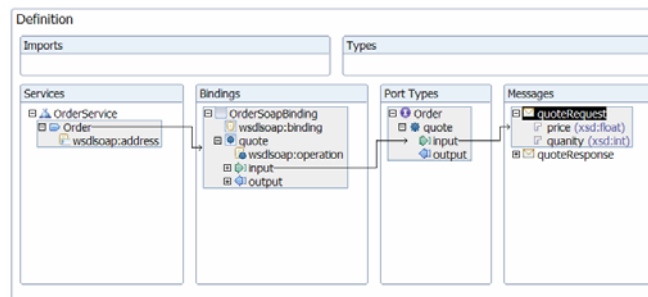 Definition
Imports
Types
Services
OrderService
Order
wsdlsoap:address
Bindings
OrderSoapBinding
wsdlsoap:binding
quote
wsdlsoap:operation
input
output
Port Types
Order
quote
input
output
Messages
quoteRequest
price (xsd:float)
quanity (xsd:int)
quoteResponse